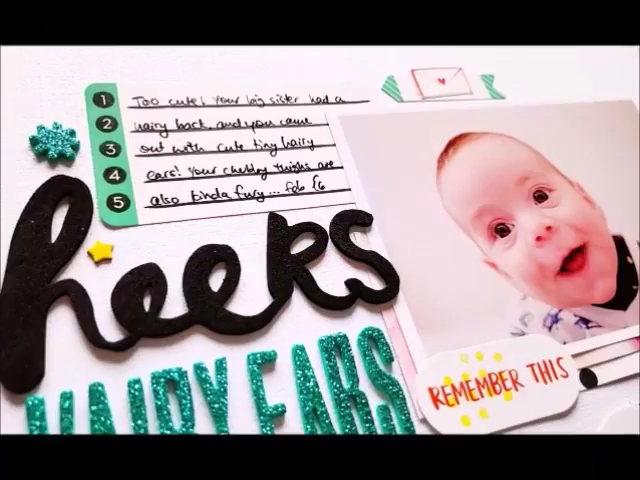 1 Too cute! Your big sister had a
2 hairy back, and you came
3 out with cute tiny hairy
4 ears! Your chubby thighs are
5 also kinda fury... Feb 16
heeks
HAIRY EARS
REMEMBER THIS